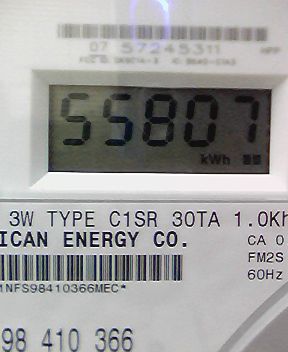 07 57245311
55807
kWh
3W TYPE C1SR 30TA 1.0Kh
ICAN ENERGY CO.
CA 0
FM2S
60Hz
1NFS98410366MEC*
98 410 366